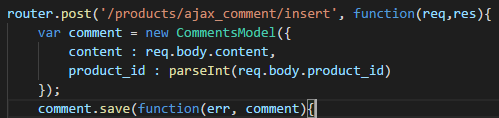 router.post('/products/ajax_comment/insert', function(req,res){
    var comment = new CommentsModel({
        content : req.body.content,
        product_id : parseInt(req.body.product_id)
    });
    comment.save(function(err, comment){